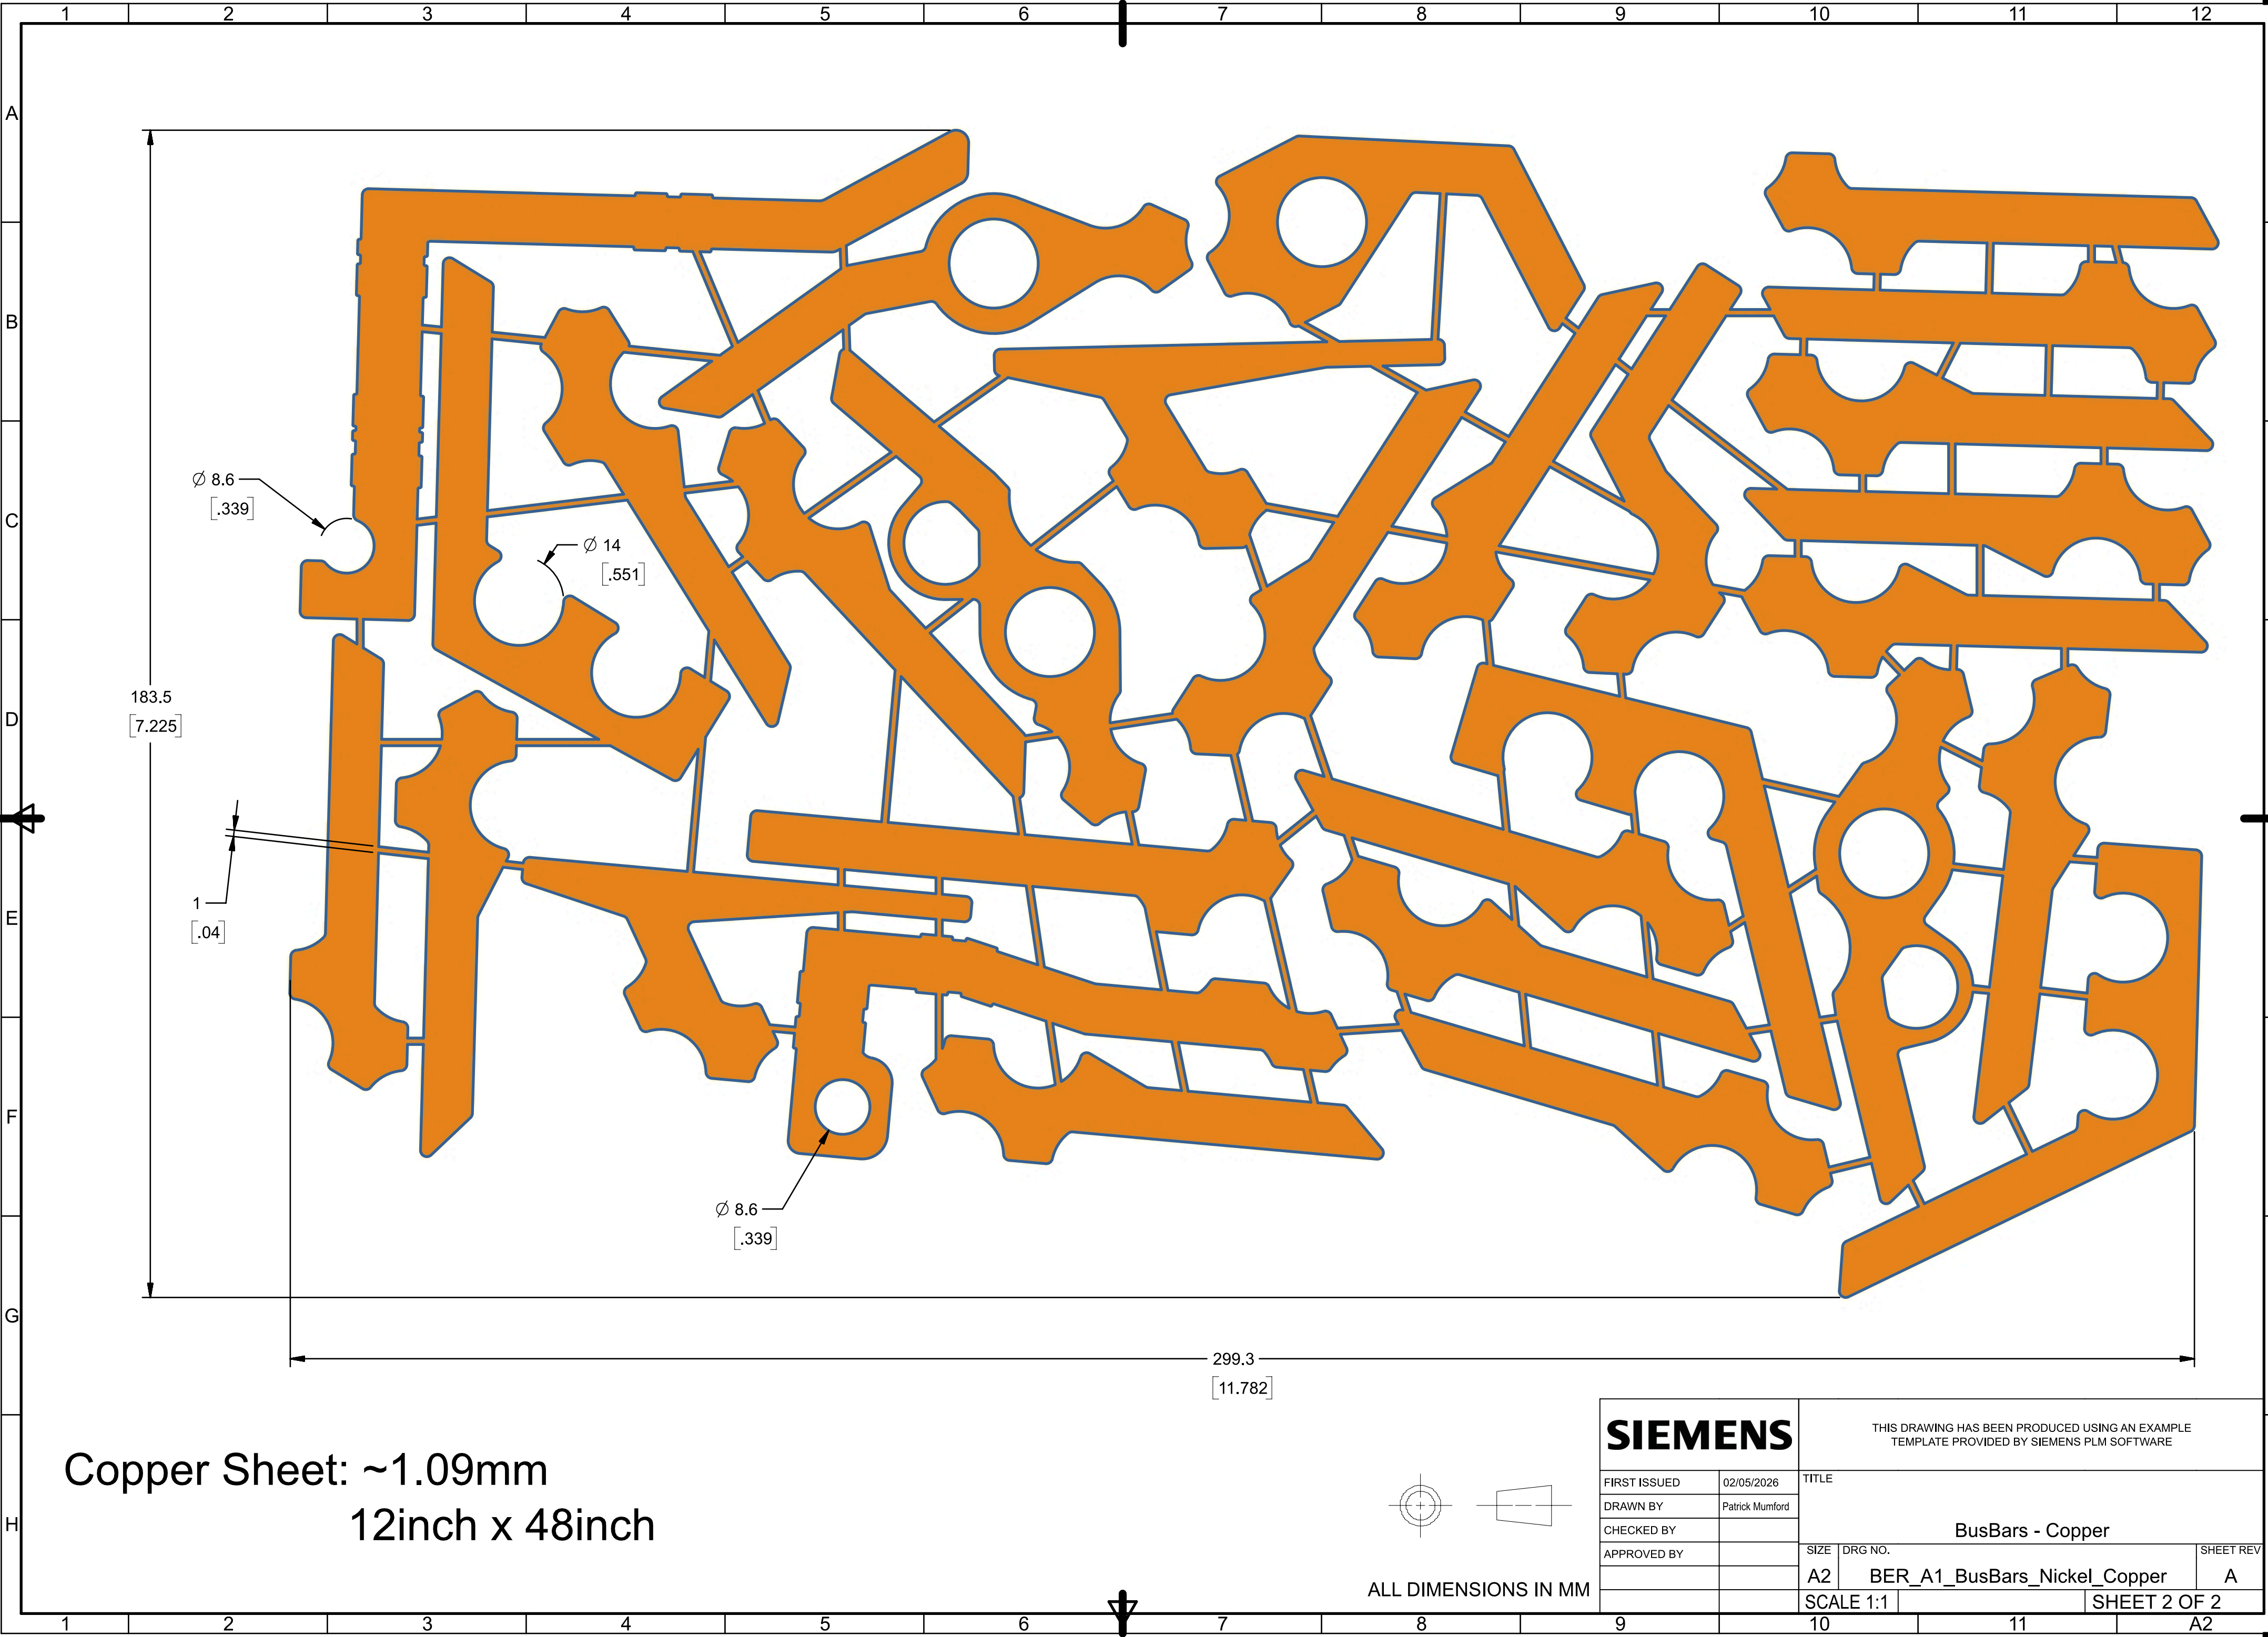 1 2 3 4 5 6 7 8 9 10 11 12
A
B
C
D
E
F
G
H
⌀ 8.6
[.339]
⌀ 14
[.551]
183.5
[7.225]
1
[.04]
⌀ 8.6
[.339]
299.3
[11.782]
Copper Sheet: ~1.09mm
12inch x 48inch
ALL DIMENSIONS IN MM
SIEMENS
THIS DRAWING HAS BEEN PRODUCED USING AN EXAMPLE
TEMPLATE PROVIDED BY SIEMENS PLM SOFTWARE
FIRST ISSUED 02/05/2026
DRAWN BY Patrick Mumford
CHECKED BY
APPROVED BY
TITLE
BusBars - Copper
SIZE DRG NO. SHEET REV
A2 BER_A1_BusBars_Nickel_Copper A
SCALE 1:1 SHEET 2 OF 2
1 2 3 4 5 6 7 8 9 10 11 A2